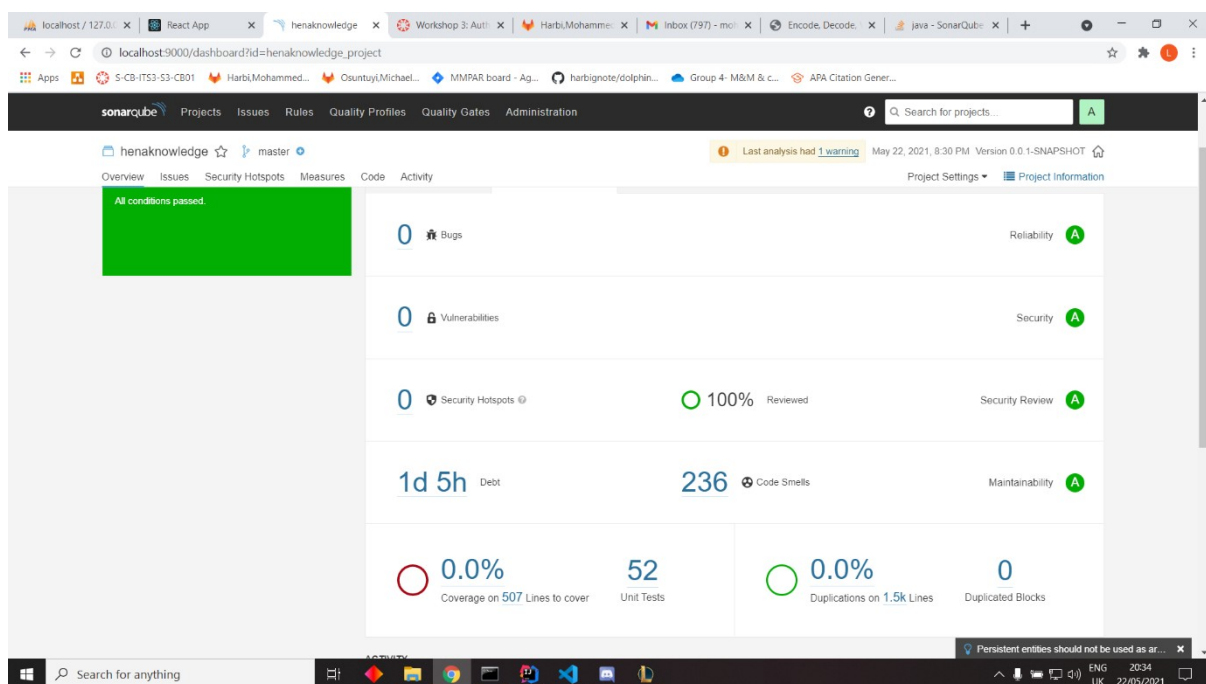 localhost / 127.0.0
React App
henaknowledge
Workshop 3: Auth
Harbi,Mohammed
Inbox (797) - moh
Encode, Decode,
java - SonarQube
localhost:9000/dashboard?id=henaknowledge_project
Apps
S-CB-ITS3-S3-CB01
Harbi,Mohammed...
Osuntuyi,Michael...
MMPAR board - Ag...
harbignote/dolphin...
Group 4- M&M & c...
APA Citation Gener...
sonarqube Projects Issues Rules Quality Profiles Quality Gates Administration
Search for projects...
A
henaknowledge
master
Last analysis had 1 warning
May 22, 2021, 8:30 PM Version 0.0.1-SNAPSHOT
Overview Issues Security Hotspots Measures Code Activity
Project Settings
Project Information
All conditions passed.
0 Bugs
Reliability A
0 Vulnerabilities
Security A
0 Security Hotspots
100% Reviewed
Security Review A
1d 5h Debt
236 Code Smells
Maintainability A
0.0%
Coverage on 507 Lines to cover
52
Unit Tests
0.0%
Duplications on 1.5k Lines
0
Duplicated Blocks
ACTIVITY
Persistent entities should not be used as ar...
Search for anything
ENG
UK
20:34
22/05/2021